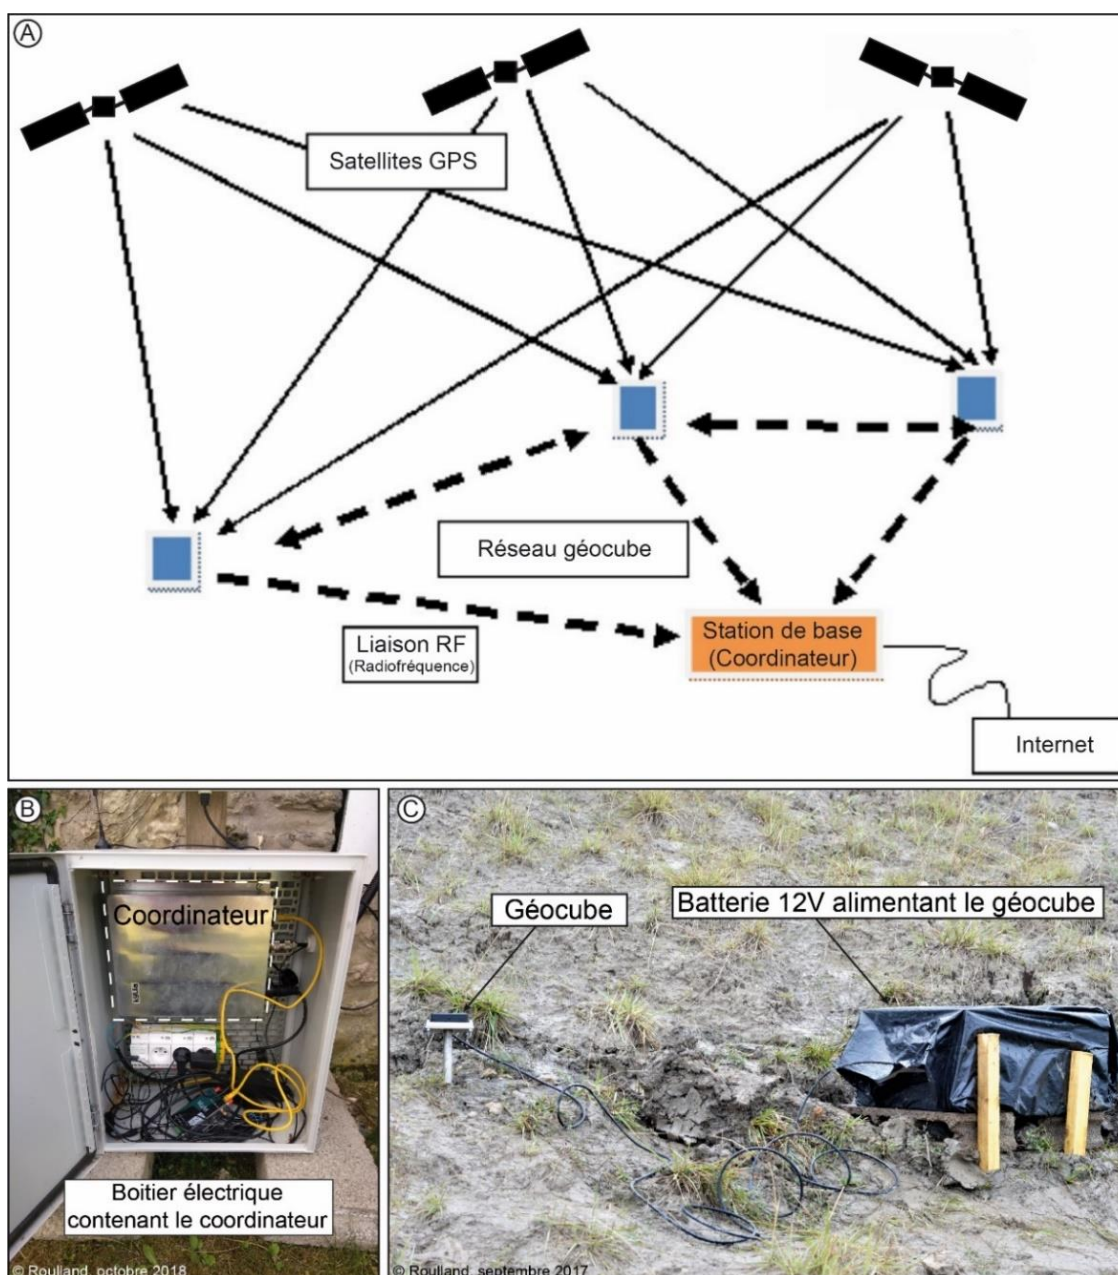 A
Satellites GPS
Réseau géocube
Liaison RF
(Radiofréquence)
Station de base
(Coordinateur)
Internet
B
Coordinateur
Boitier électrique
contenant le coordinateur
© Roulland, octobre 2018
C
Géocube
Batterie 12V alimentant le géocube
© Roulland, septembre 2017